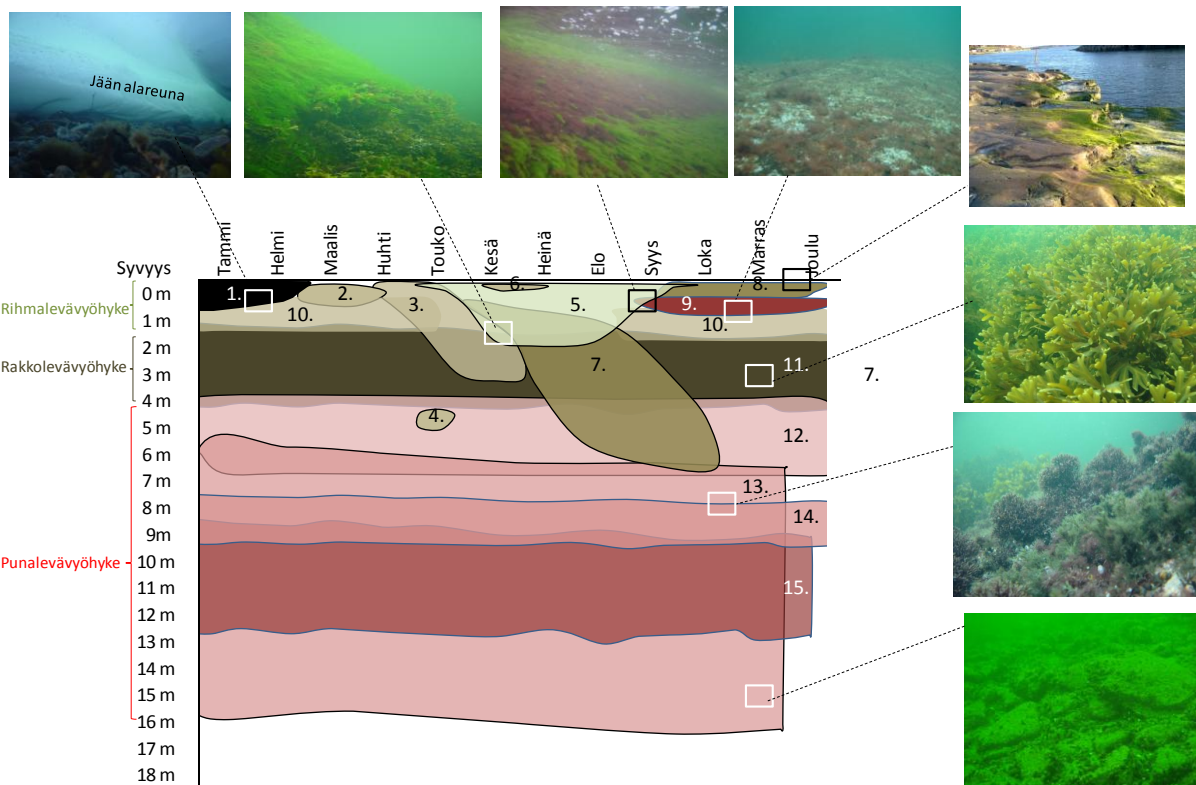 Jään alareuna
Tammi
Helmi
Maalis
Huhti
Touko
Kesä
Heinä
Elo
Syys
Loka
Marras
Joulu
Syvyys
0 m
1 m
2 m
3 m
4 m
5 m
6 m
7 m
8 m
9m
10 m
11 m
12 m
13 m
14 m
15 m
16 m
17 m
18 m
Rihmalevävyöhyke
Rakkolevävyöhyke
Punalevävyöhyke
1.
2.
3.
4.
5.
6.
7.
8.
9.
10.
10.
11.
7.
12.
13.
14.
15.